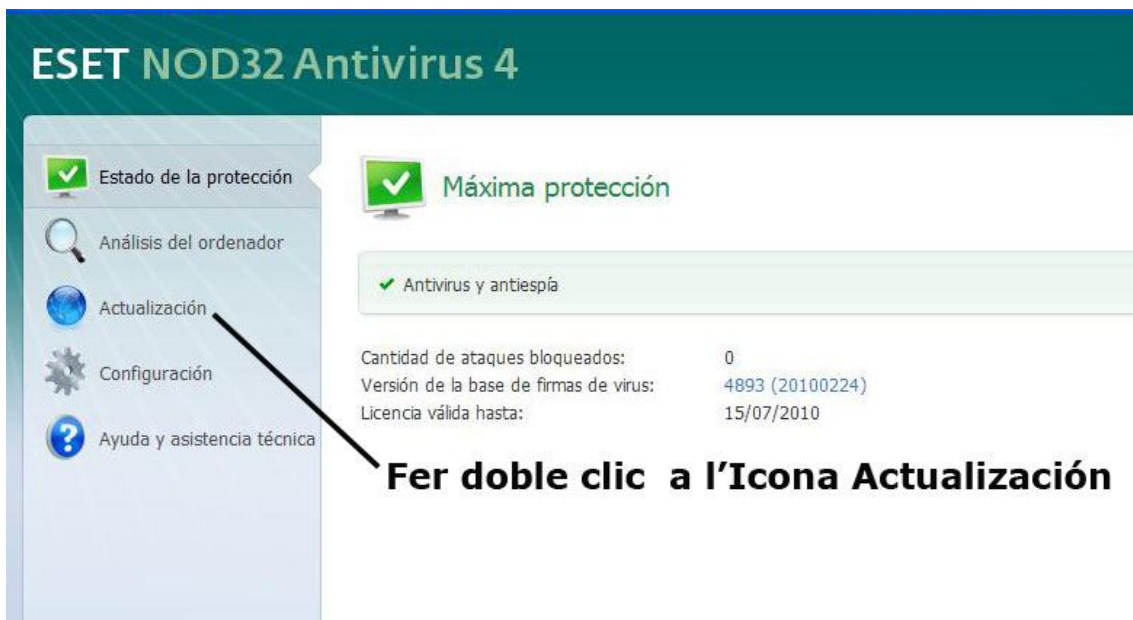 ESET NOD32 Antivirus 4
Estado de la protección
Análisis del ordenador
Actualización
Configuración
Ayuda y asistencia técnica
Máxima protección
Antivirus y antiespía
Cantidad de ataques bloqueados: 0
Versión de la base de firmas de virus: 4893 (20100224)
Licencia válida hasta: 15/07/2010
Fer doble clic a l'Icona Actualización